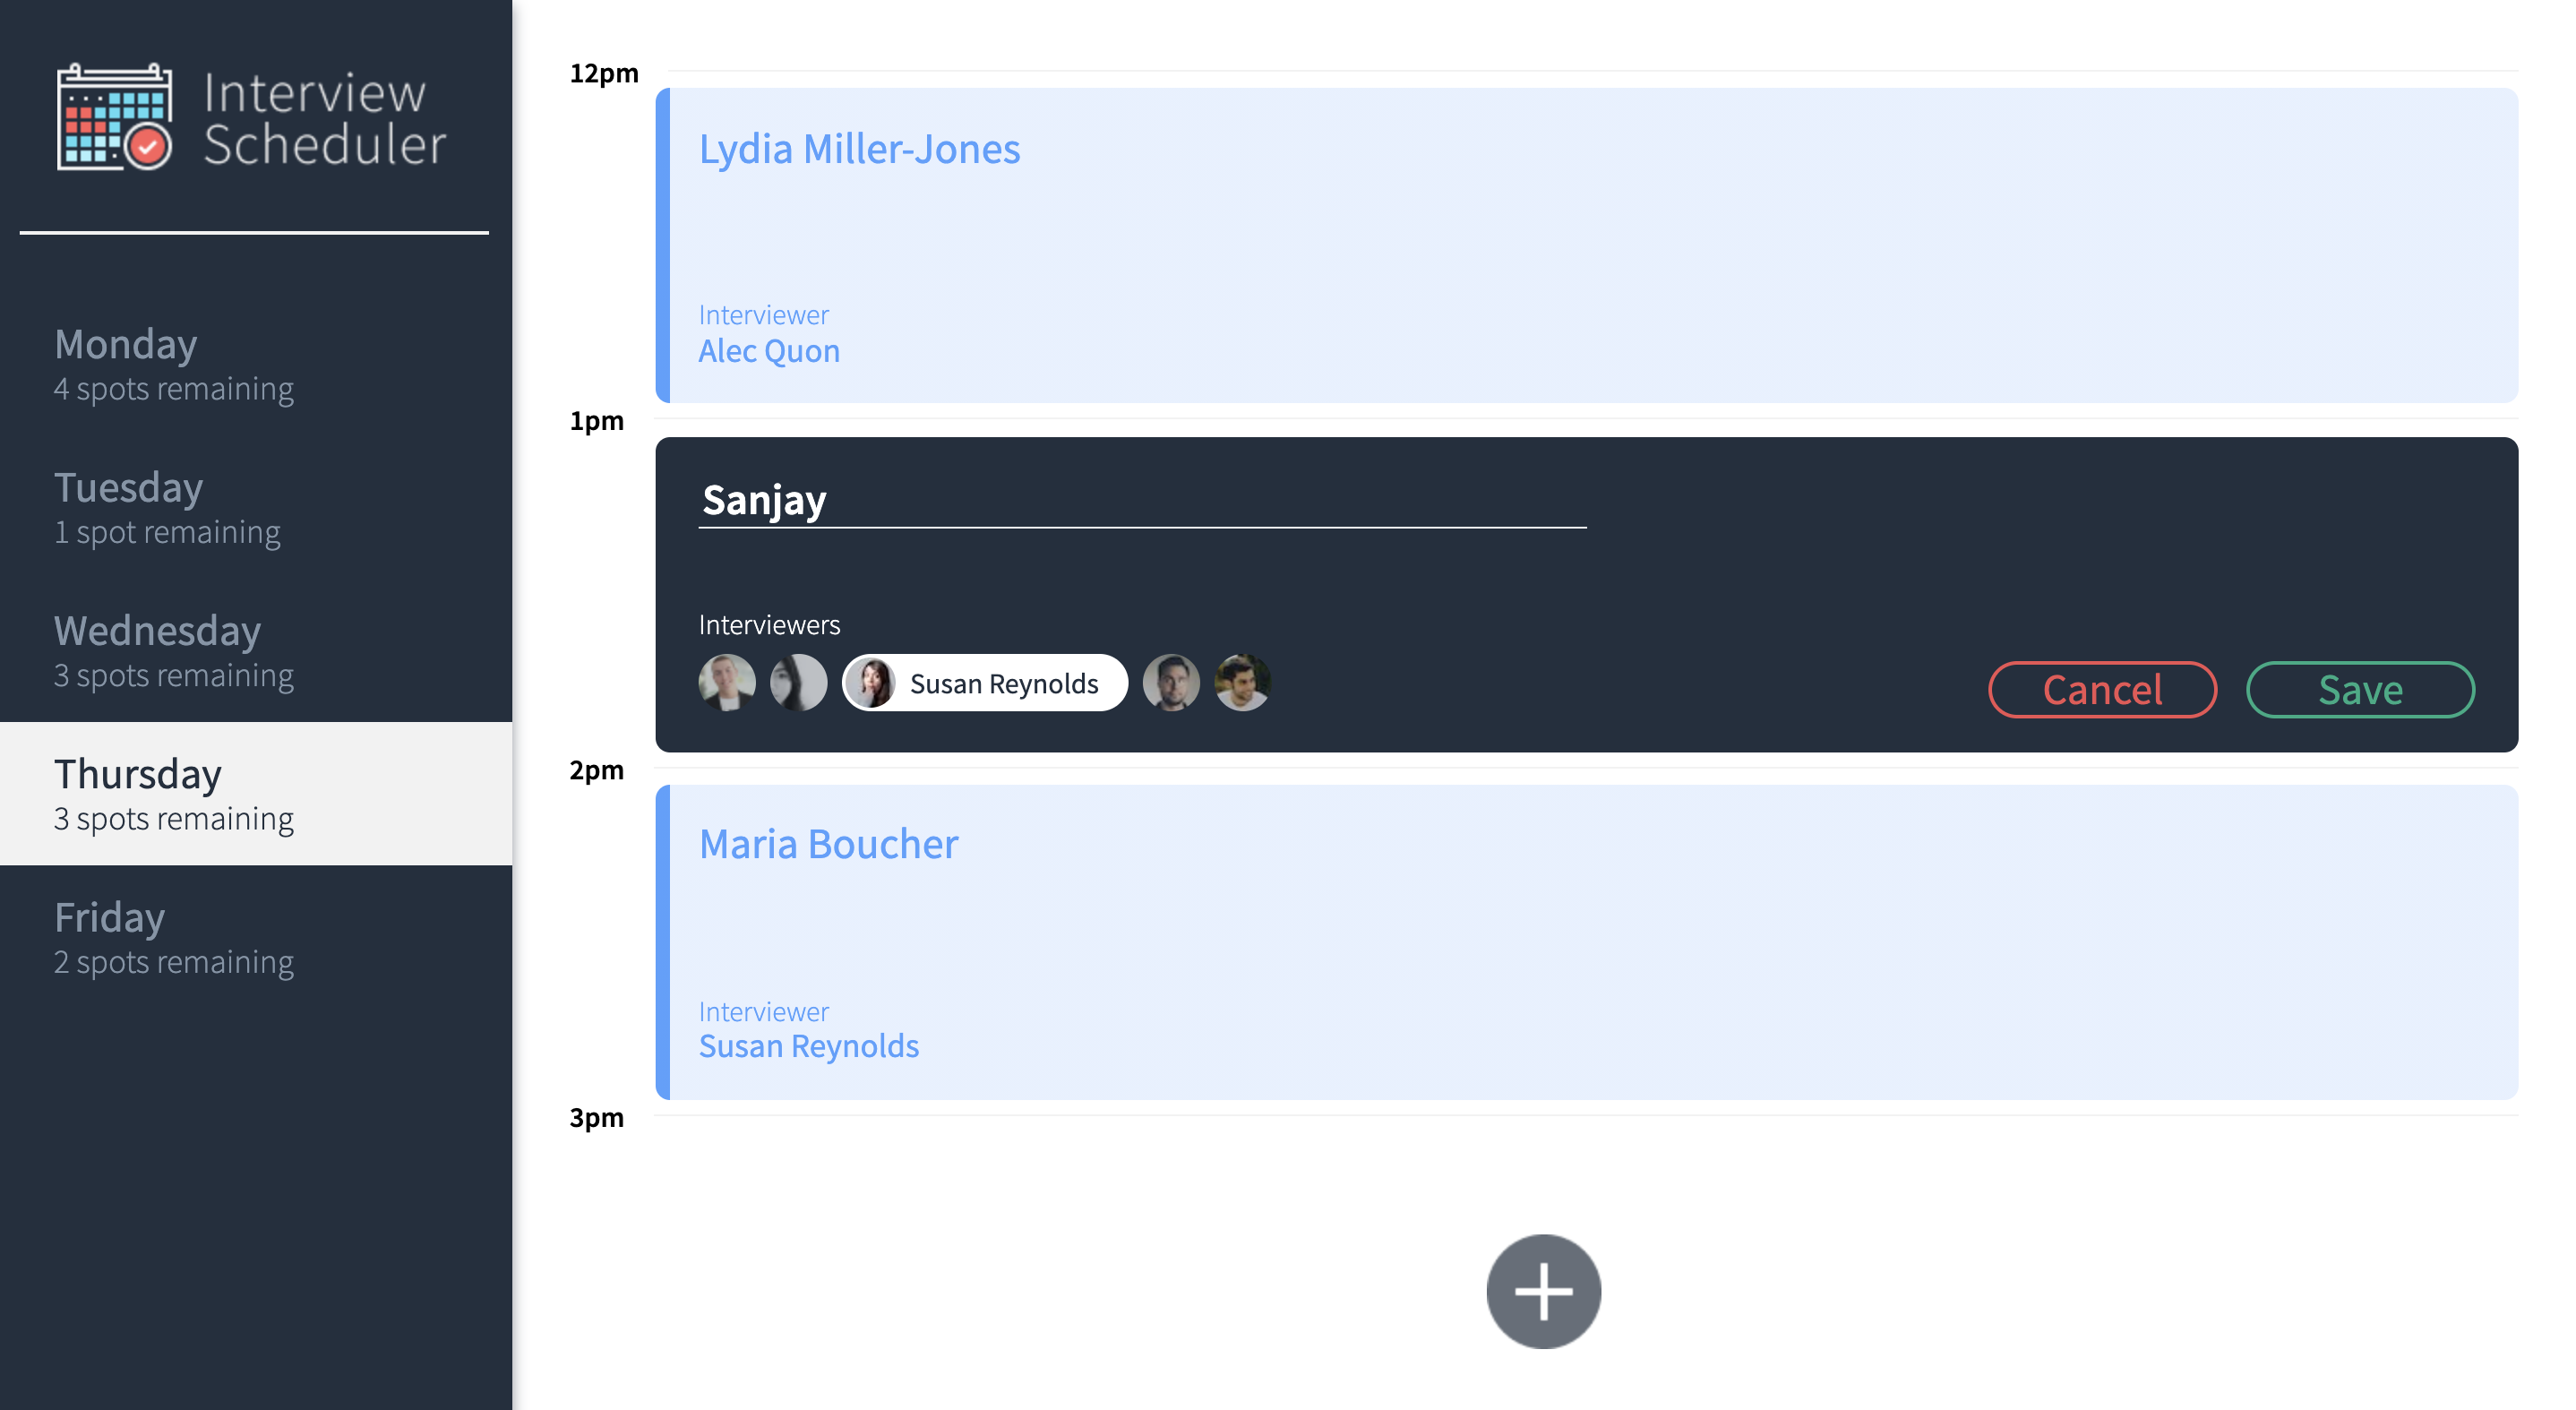 Interview
Scheduler
Monday
4 spots remaining
Tuesday
1 spot remaining
Wednesday
3 spots remaining
Thursday
3 spots remaining
Friday
2 spots remaining
12pm
Lydia Miller-Jones
Interviewer
Alec Quon
1pm
Sanjay
Interviewers
Susan Reynolds
Cancel
Save
2pm
Maria Boucher
Interviewer
Susan Reynolds
3pm